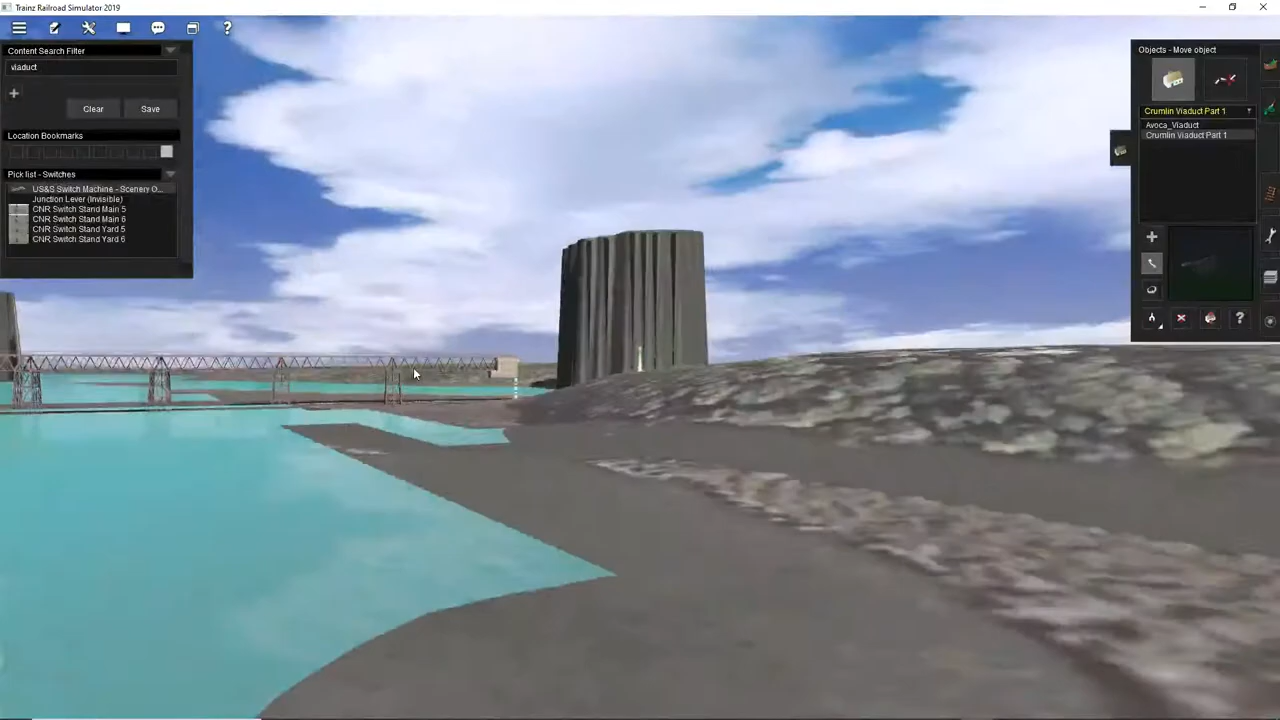 Trainz Railroad Simulator 2019
Content Search Filter
viaduct
Clear
Save
Location Bookmarks
Pick list - Switches
US&S Switch Machine - Scenery O...
Junction Lever (Invisible)
CNR Switch Stand Main 5
CNR Switch Stand Main 6
CNR Switch Stand Yard 5
CNR Switch Stand Yard 6
Objects - Move object
Crumlin Viaduct Part 1
Avoca_Viaduct
Crumlin Viaduct Part 1